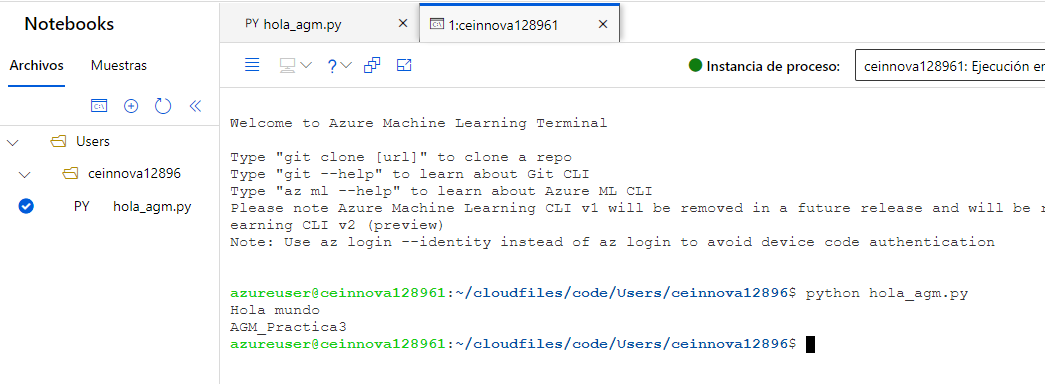 Notebooks
Archivos Muestras
Users
ceinnova12896
PY hola_agm.py
PY hola_agm.py
1:ceinnova128961
Instancia de proceso: ceinnova128961: Ejecución en
Welcome to Azure Machine Learning Terminal
Type "git clone [url]" to clone a repo
Type "git --help" to learn about Git CLI
Type "az ml --help" to learn about Azure ML CLI
Please note Azure Machine Learning CLI v1 will be removed in a future release and will be r
earning CLI v2 (preview)
Note: Use az login --identity instead of az login to avoid device code authentication
azureuser@ceinnova128961:~/cloudfiles/code/Users/ceinnova12896$ python hola_agm.py
Hola mundo
AGM_Practica3
azureuser@ceinnova128961:~/cloudfiles/code/Users/ceinnova12896$